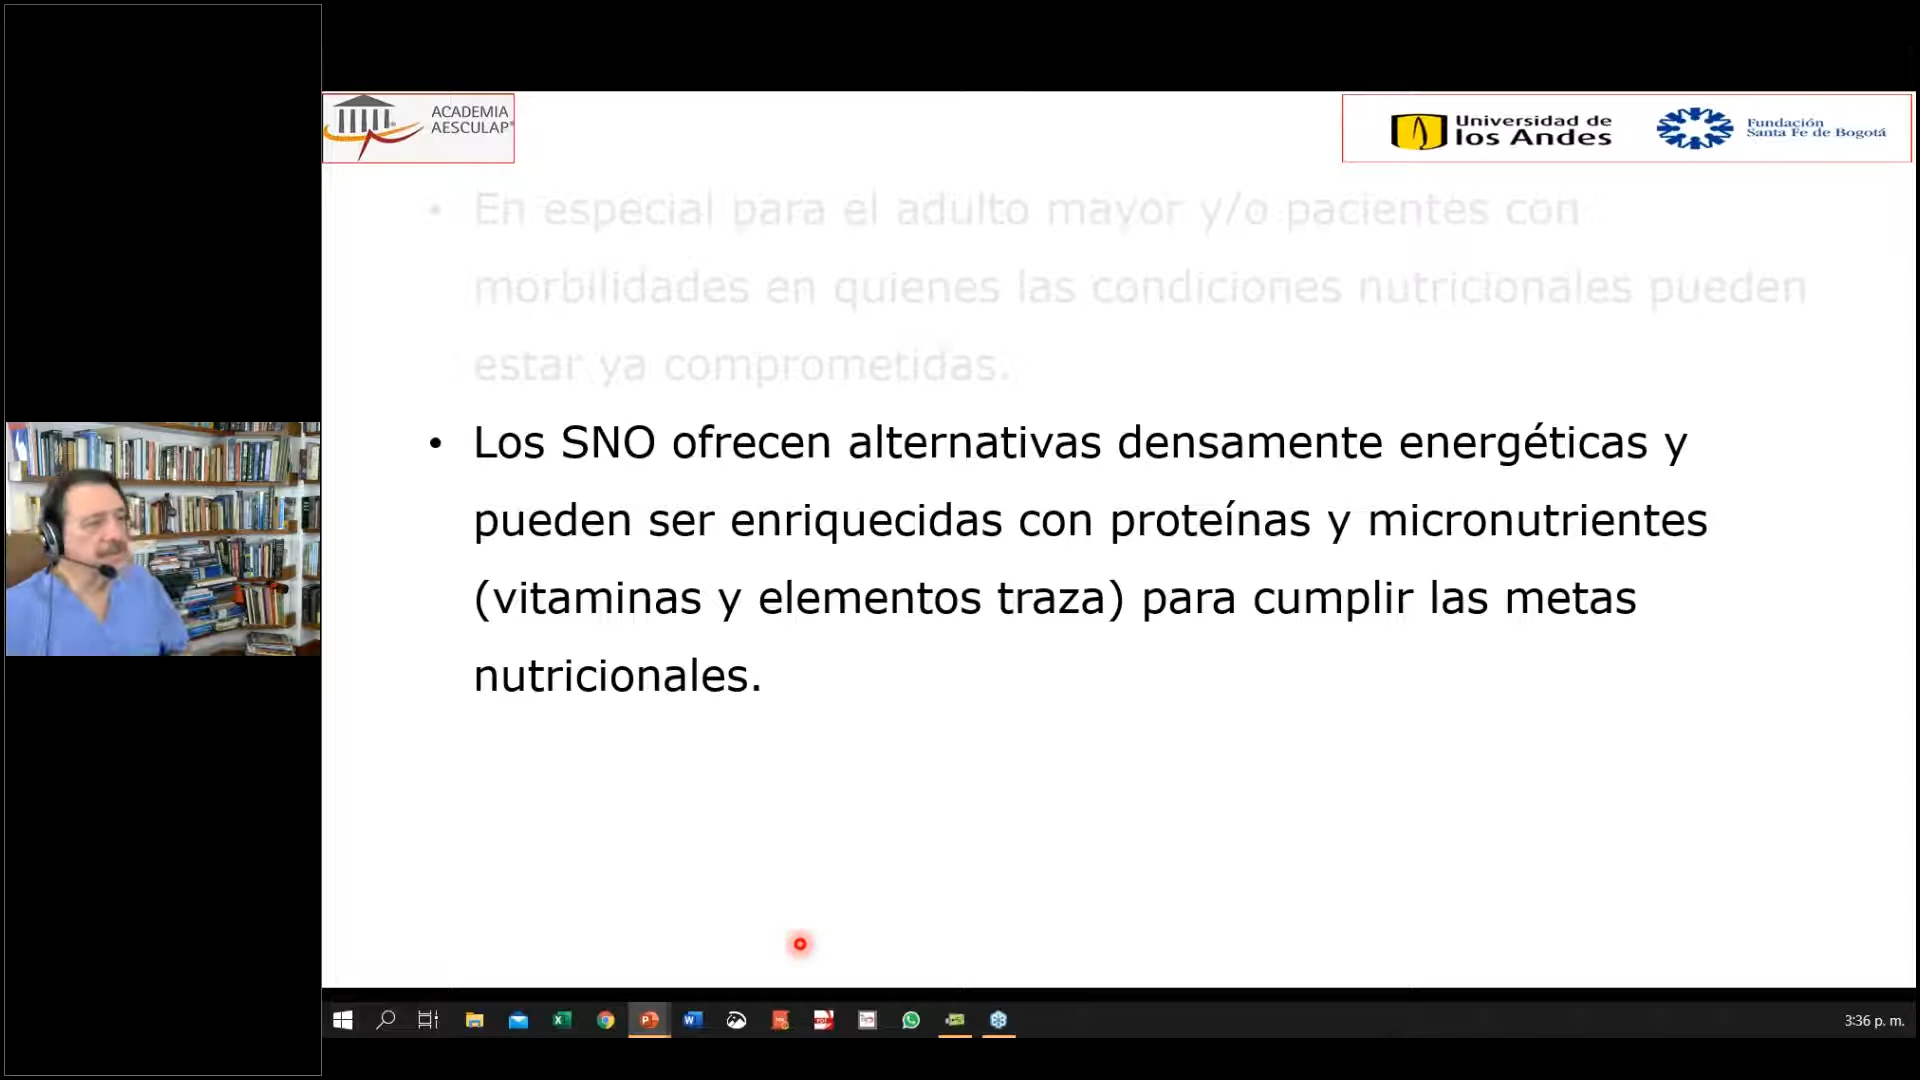 ACADEMIA
AESCULAP®
Universidad de
los Andes
Fundación
Santa Fe de Bogotá
• En especial para el adulto mayor y/o pacientes con
morbilidades en quienes las condiciones nutricionales pueden
estar ya comprometidas.
• Los SNO ofrecen alternativas densamente energéticas y
pueden ser enriquecidas con proteínas y micronutrientes
(vitaminas y elementos traza) para cumplir las metas
nutricionales.
3:36 p. m.